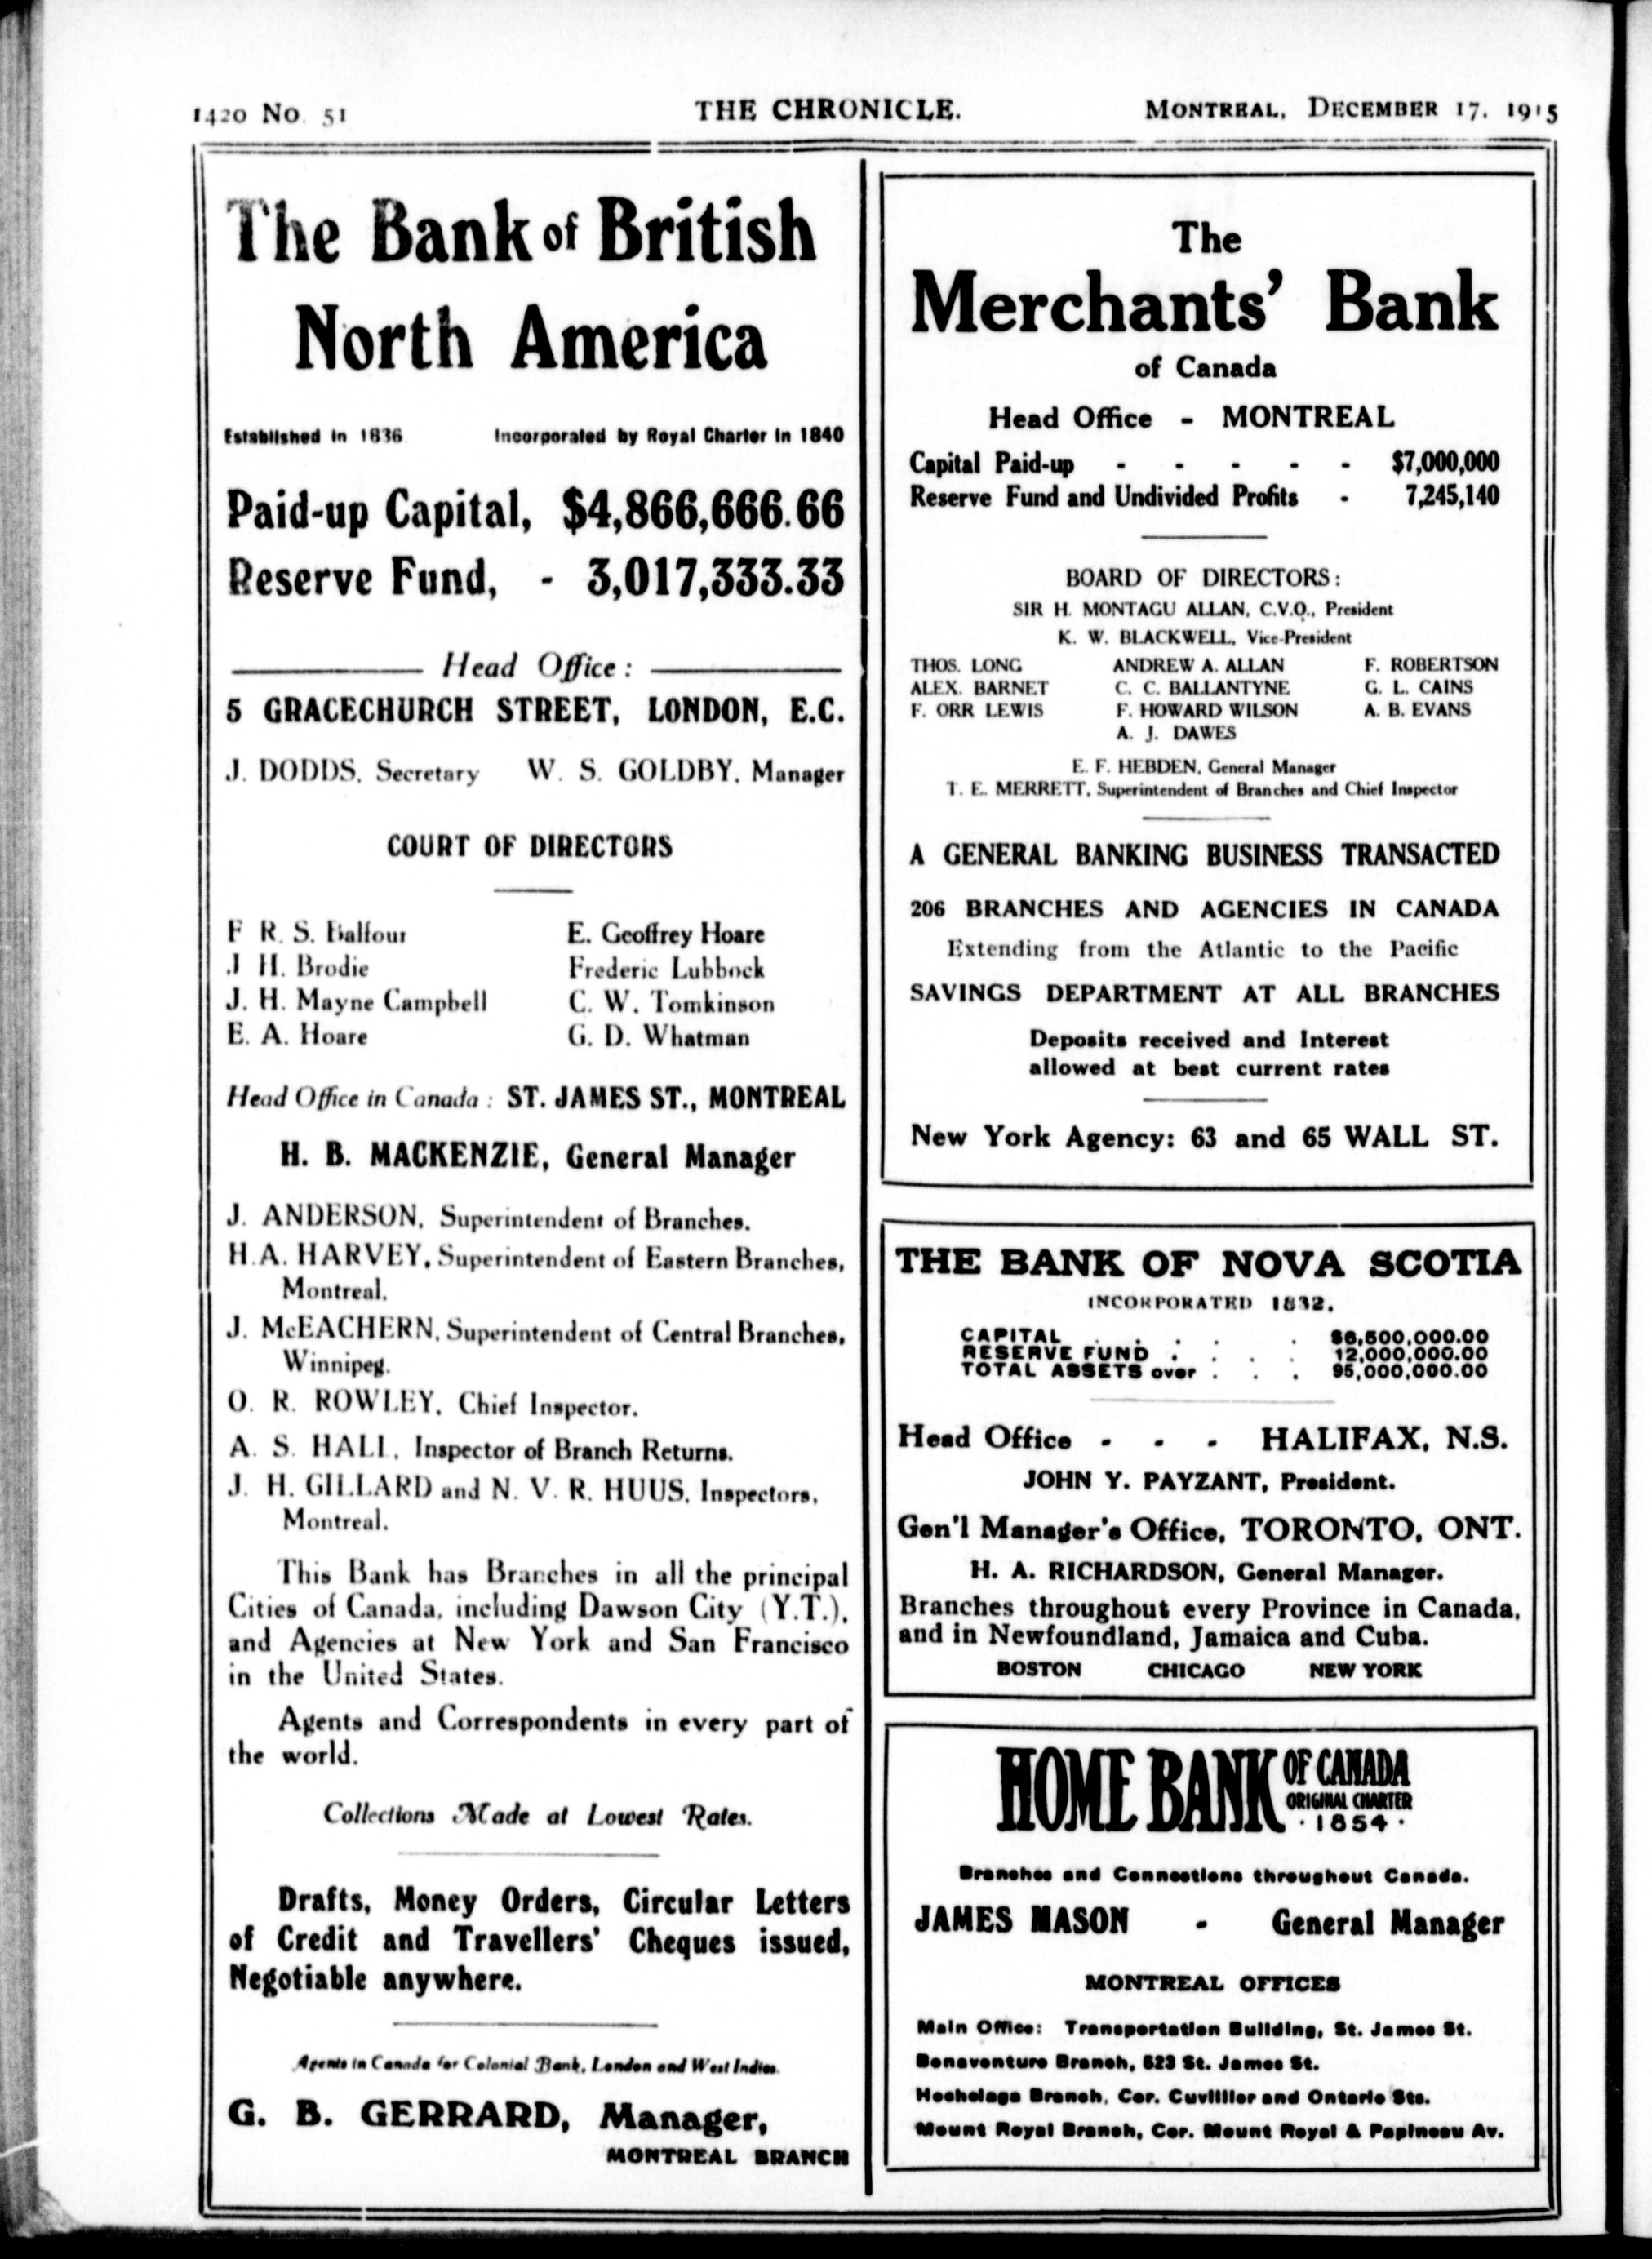 1420 No. 51 THE CHRONICLE. MONTREAL, DECEMBER 17, 1915
The Bank of British
North America
Established in 1836 Incorporated by Royal Charter in 1840
Paid-up Capital, $4,866,666.66
Reserve Fund, - 3,017,333.33
Head Office:
5 GRACECHURCH STREET, LONDON, E.C.
J. DODDS, Secretary W. S. GOLDBY, Manager
COURT OF DIRECTORS
F R. S. Balfour E. Geoffrey Hoare
J H. Brodie Frederic Lubbock
J. H. Mayne Campbell C. W. Tomkinson
E. A. Hoare G. D. Whatman
Head Office in Canada: ST. JAMES ST., MONTREAL
H. B. MACKENZIE, General Manager
J. ANDERSON, Superintendent of Branches.
H. A. HARVEY, Superintendent of Eastern Branches,
Montreal.
J. McEACHERN, Superintendent of Central Branches,
Winnipeg.
O. R. ROWLEY, Chief Inspector.
A. S. HALL, Inspector of Branch Returns.
J. H. GILLARD and N. V. R. HUUS, Inspectors,
Montreal.
This Bank has Branches in all the principal
Cities of Canada, including Dawson City (Y.T.),
and Agencies at New York and San Francisco
in the United States.
Agents and Correspondents in every part of
the world.
Collections Made at Lowest Rates.
Drafts, Money Orders, Circular Letters
of Credit and Travellers' Cheques issued,
Negotiable anywhere.
Agents in Canada for Colonial Bank, London and West Indies.
G. B. GERRARD, Manager,
MONTREAL BRANCH
The
Merchants' Bank
of Canada
Head Office - MONTREAL
Capital Paid-up - - - - - $7,000,000
Reserve Fund and Undivided Profits - 7,245,140
BOARD OF DIRECTORS:
SIR H. MONTAGU ALLAN, C.V.O., President
K. W. BLACKWELL, Vice-President
THOS. LONG ANDREW A. ALLAN F. ROBERTSON
ALEX. BARNET C. C. BALLANTYNE G. L. CAINS
F. ORR LEWIS F. HOWARD WILSON A. B. EVANS
A. J. DAWES
E. F. HEBDEN, General Manager
T. E. MERRETT, Superintendent of Branches and Chief Inspector
A GENERAL BANKING BUSINESS TRANSACTED
206 BRANCHES AND AGENCIES IN CANADA
Extending from the Atlantic to the Pacific
SAVINGS DEPARTMENT AT ALL BRANCHES
Deposits received and Interest
allowed at best current rates
New York Agency: 63 and 65 WALL ST.
THE BANK OF NOVA SCOTIA
INCORPORATED 1832.
CAPITAL . . . . $6,500,000.00
RESERVE FUND . . . . 12,000,000.00
TOTAL ASSETS over . . . 95,000,000.00
Head Office - - - HALIFAX, N.S.
JOHN Y. PAYZANT, President.
Gen'l Manager's Office, TORONTO, ONT.
H. A. RICHARDSON, General Manager.
Branches throughout every Province in Canada,
and in Newfoundland, Jamaica and Cuba.
BOSTON CHICAGO NEW YORK
HOME BANK OF CANADA
ORIGINAL CHARTER
· 1854 ·
Branches and Connections throughout Canada.
JAMES MASON - General Manager
MONTREAL OFFICES
Main Office: Transportation Building, St. James St.
Bonaventure Branch, 523 St. James St.
Hochelaga Branch, Cor. Cuvillier and Ontario Sts.
Mount Royal Branch, Cor. Mount Royal & Papineau Av.